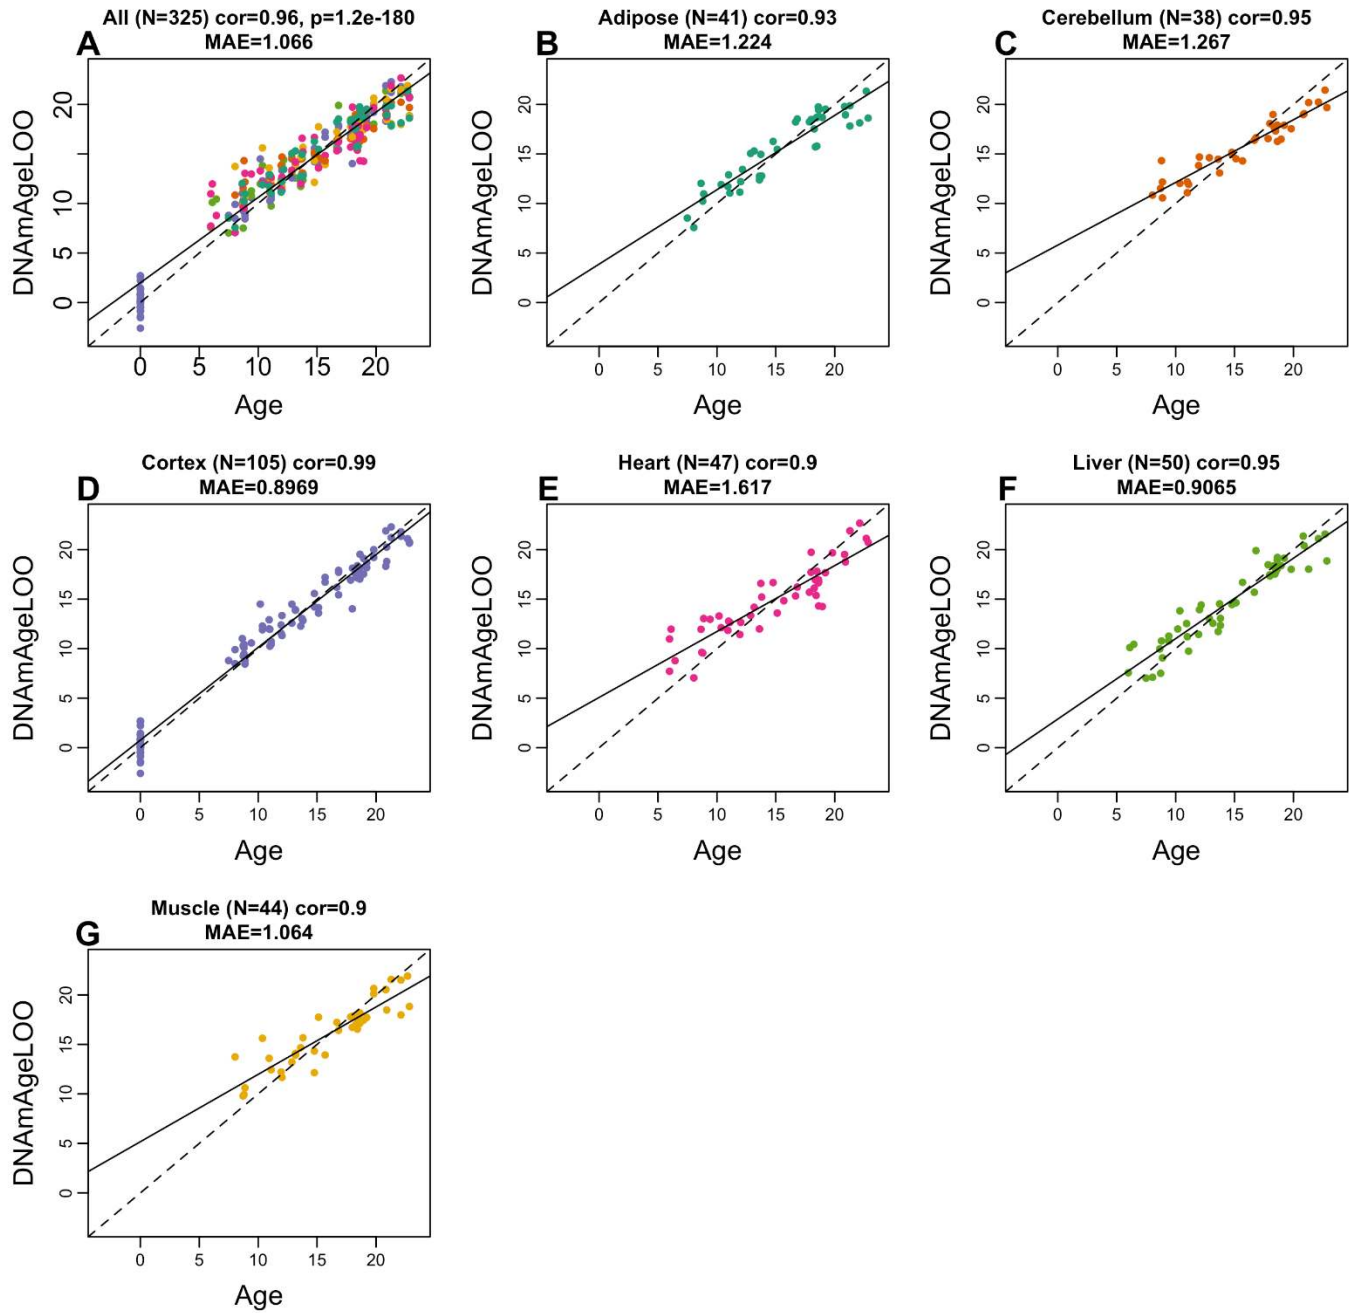 All (N=325) cor=0.96, p=1.2e-180
MAE=1.066
A
DNAmAgeLOO
20
10
5
0
0 5 10 15 20
Age
Adipose (N=41) cor=0.93
MAE=1.224
B
DNAmAgeLOO
20
15
10
5
0
0 5 10 15 20
Age
Cerebellum (N=38) cor=0.95
MAE=1.267
C
DNAmAgeLOO
20
15
10
5
0
0 5 10 15 20
Age
Cortex (N=105) cor=0.99
MAE=0.8969
D
DNAmAgeLOO
20
15
10
5
0
0 5 10 15 20
Age
Heart (N=47) cor=0.9
MAE=1.617
E
DNAmAgeLOO
20
15
10
5
0
0 5 10 15 20
Age
Liver (N=50) cor=0.95
MAE=0.9065
F
DNAmAgeLOO
20
15
10
5
0
0 5 10 15 20
Age
Muscle (N=44) cor=0.9
MAE=1.064
G
DNAmAgeLOO
20
15
10
5
0
0 5 10 15 20
Age